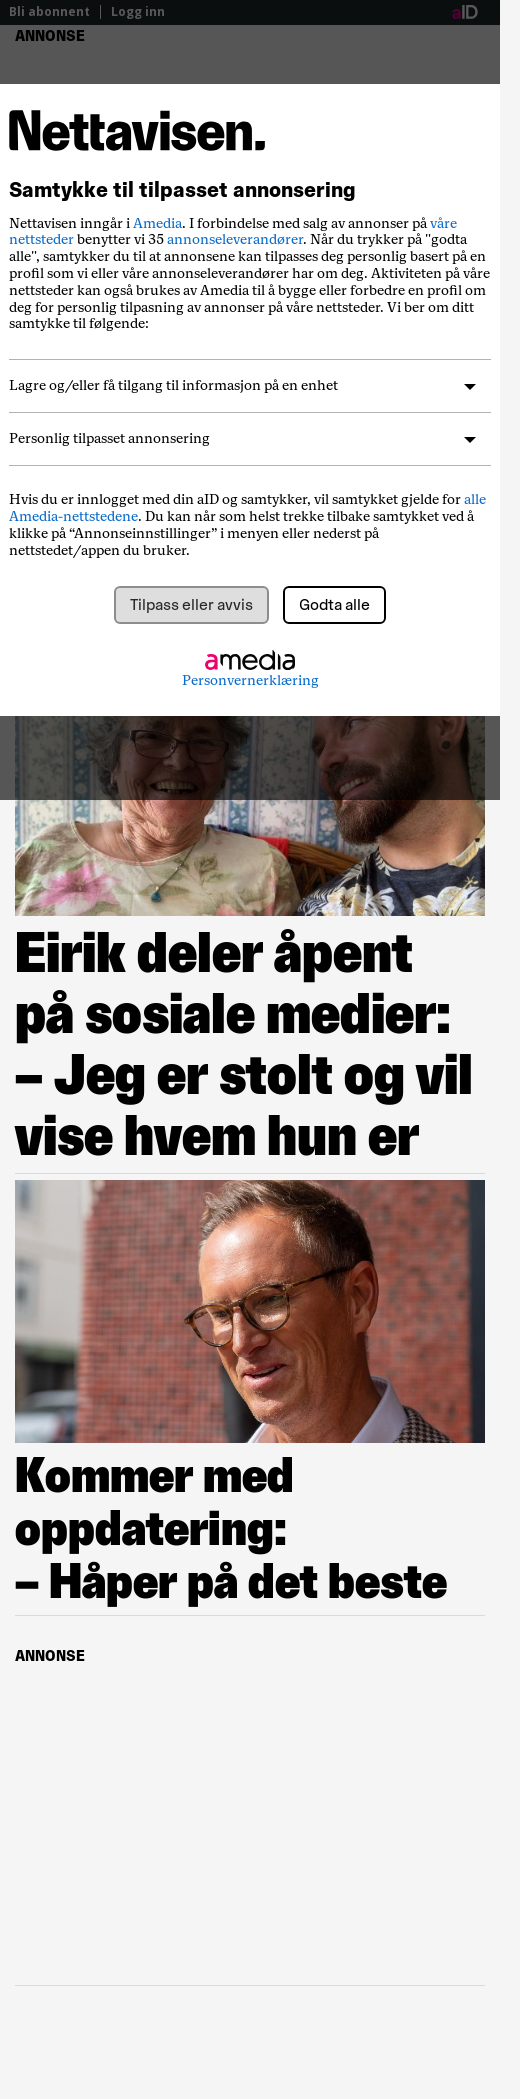 Bli abonnent | Logg inn
aID
ANNONSE
Nettavisen.
Samtykke til tilpasset annonsering
Nettavisen inngår i Amedia. I forbindelse med salg av annonser på våre
nettsteder benytter vi 35 annonseleverandører. Når du trykker på "godta
alle", samtykker du til at annonsene kan tilpasses deg personlig basert på en
profil som vi eller våre annonseleverandører har om deg. Aktiviteten på våre
nettsteder kan også brukes av Amedia til å bygge eller forbedre en profil om
deg for personlig tilpasning av annonser på våre nettsteder. Vi ber om ditt
samtykke til følgende:
Lagre og/eller få tilgang til informasjon på en enhet
Personlig tilpasset annonsering
Hvis du er innlogget med din aID og samtykker, vil samtykket gjelde for alle
Amedia-nettstedene. Du kan når som helst trekke tilbake samtykket ved å
klikke på “Annonseinnstillinger” i menyen eller nederst på
nettstedet/appen du bruker.
Tilpass eller avvis
Godta alle
amedia
Personvernerklæring
Eirik deler åpent
på sosiale medier:
– Jeg er stolt og vil
vise hvem hun er
Kommer med
oppdatering:
– Håper på det beste
ANNONSE